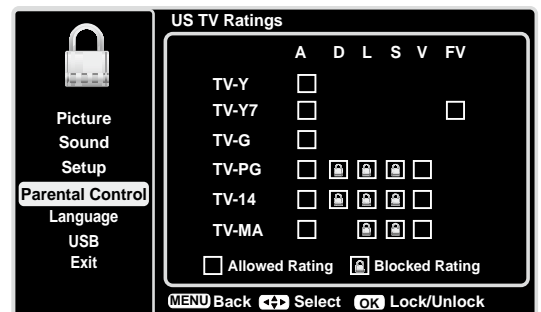 US TV Ratings
A D L S V FV
TV-Y
TV-Y7
TV-G
TV-PG
TV-14
TV-MA
Allowed Rating Blocked Rating
MENU Back Select OK Lock/Unlock
Picture
Sound
Setup
Parental Control
Language
USB
Exit